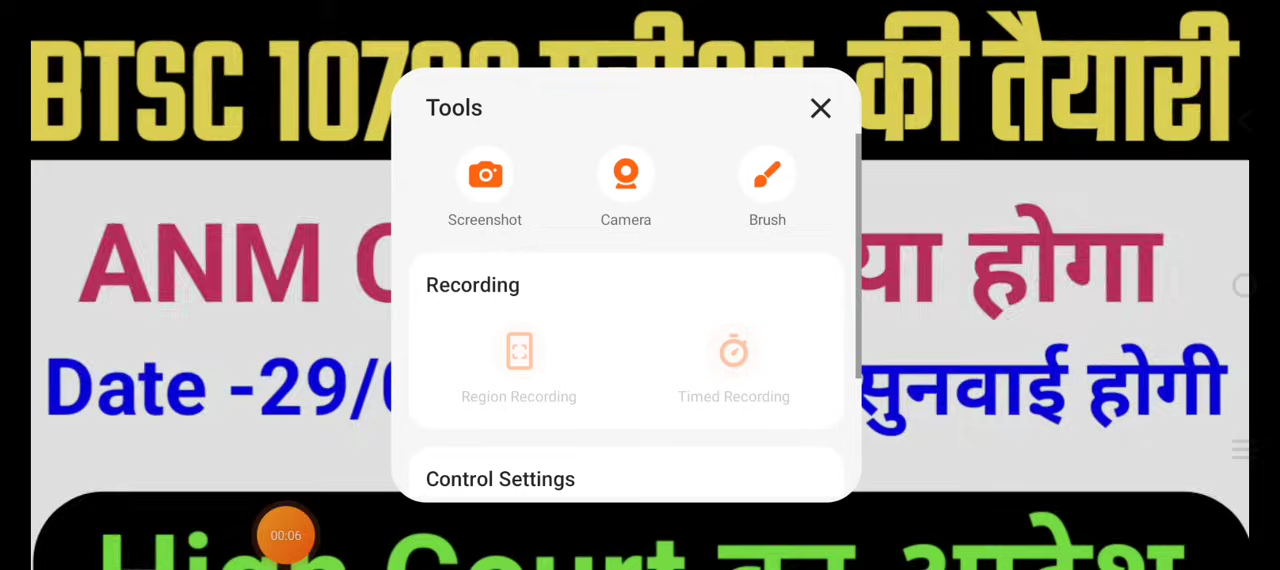 BTSC 107
की तैयारी
Tools
Screenshot
Camera
Brush
ANM
होगा
Recording
Region Recording
Timed Recording
Date -29/
सुनवाई होगी
Control Settings
00:06
High Court का आदेश